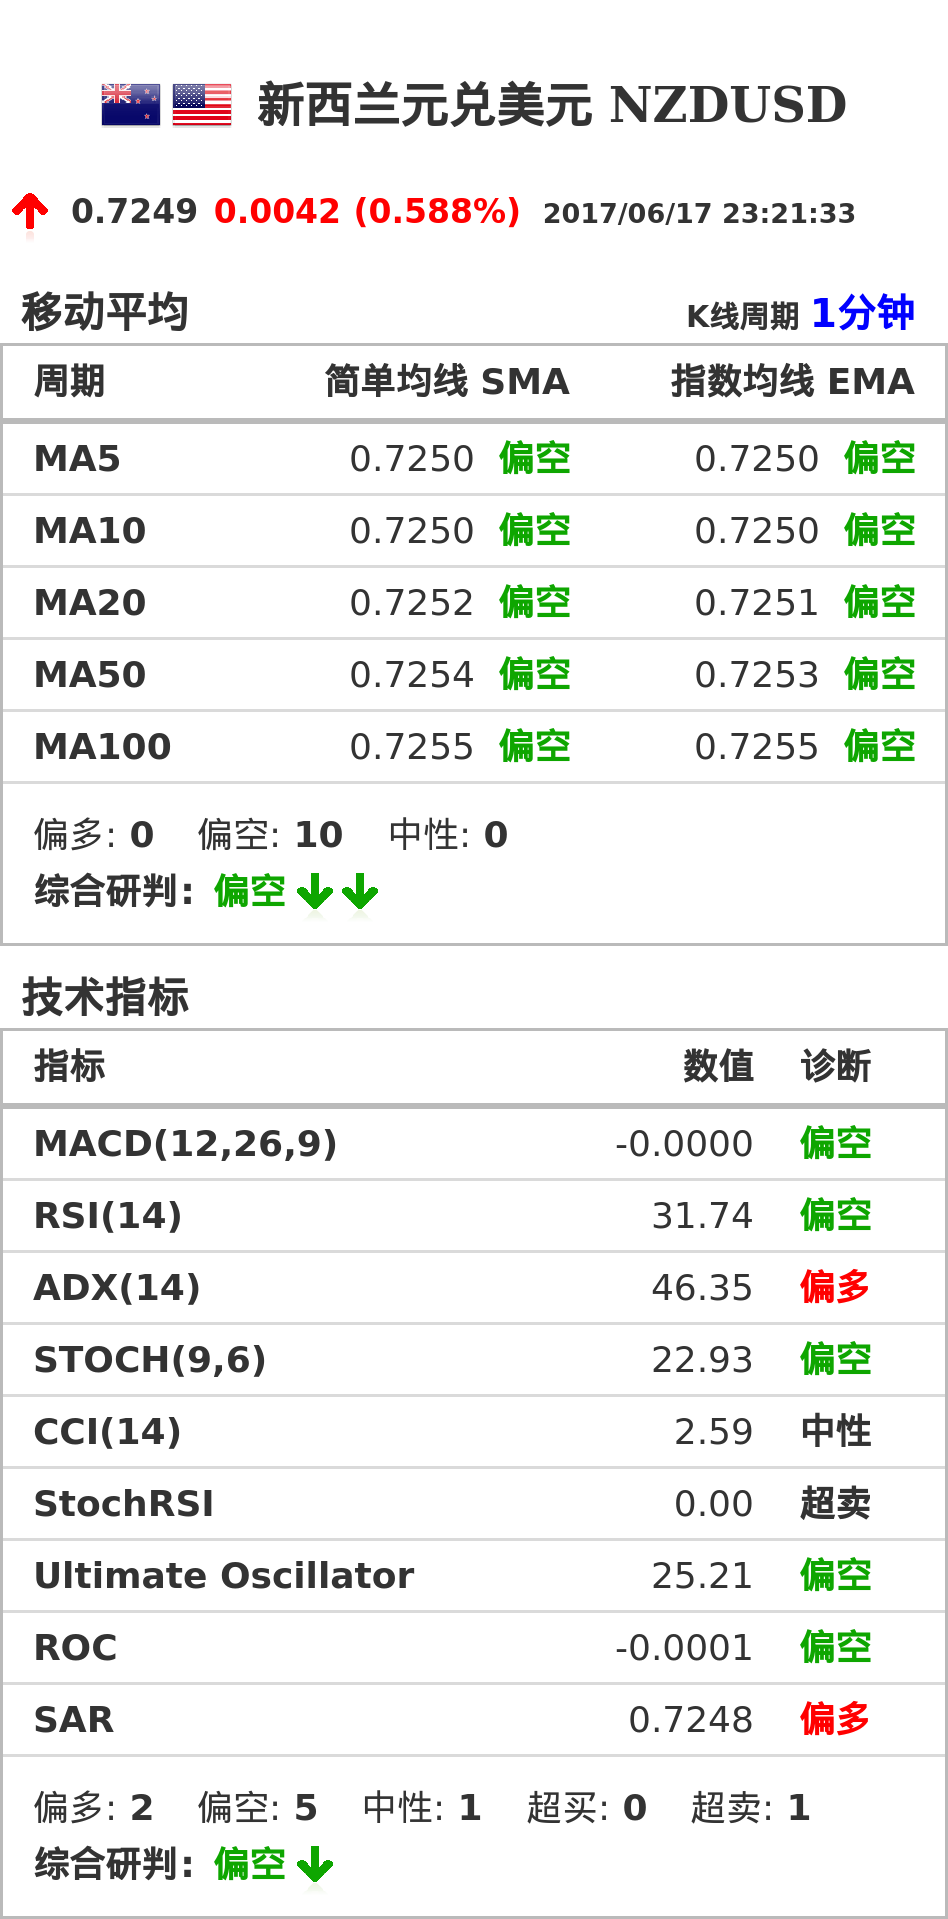 新西兰元兑美元 NZDUSD
0.7249 0.0042 (0.588%) 2017/06/17 23:21:33
移动平均 K线周期 1分钟
周期 简单均线 SMA 指数均线 EMA
MA5 0.7250 偏空 0.7250 偏空
MA10 0.7250 偏空 0.7250 偏空
MA20 0.7252 偏空 0.7251 偏空
MA50 0.7254 偏空 0.7253 偏空
MA100 0.7255 偏空 0.7255 偏空
偏多: 0 偏空: 10 中性: 0
综合研判: 偏空
技术指标
指标 数值 诊断
MACD(12,26,9) -0.0000 偏空
RSI(14) 31.74 偏空
ADX(14) 46.35 偏多
STOCH(9,6) 22.93 偏空
CCI(14) 2.59 中性
StochRSI 0.00 超卖
Ultimate Oscillator 25.21 偏空
ROC -0.0001 偏空
SAR 0.7248 偏多
偏多: 2 偏空: 5 中性: 1 超买: 0 超卖: 1
综合研判: 偏空